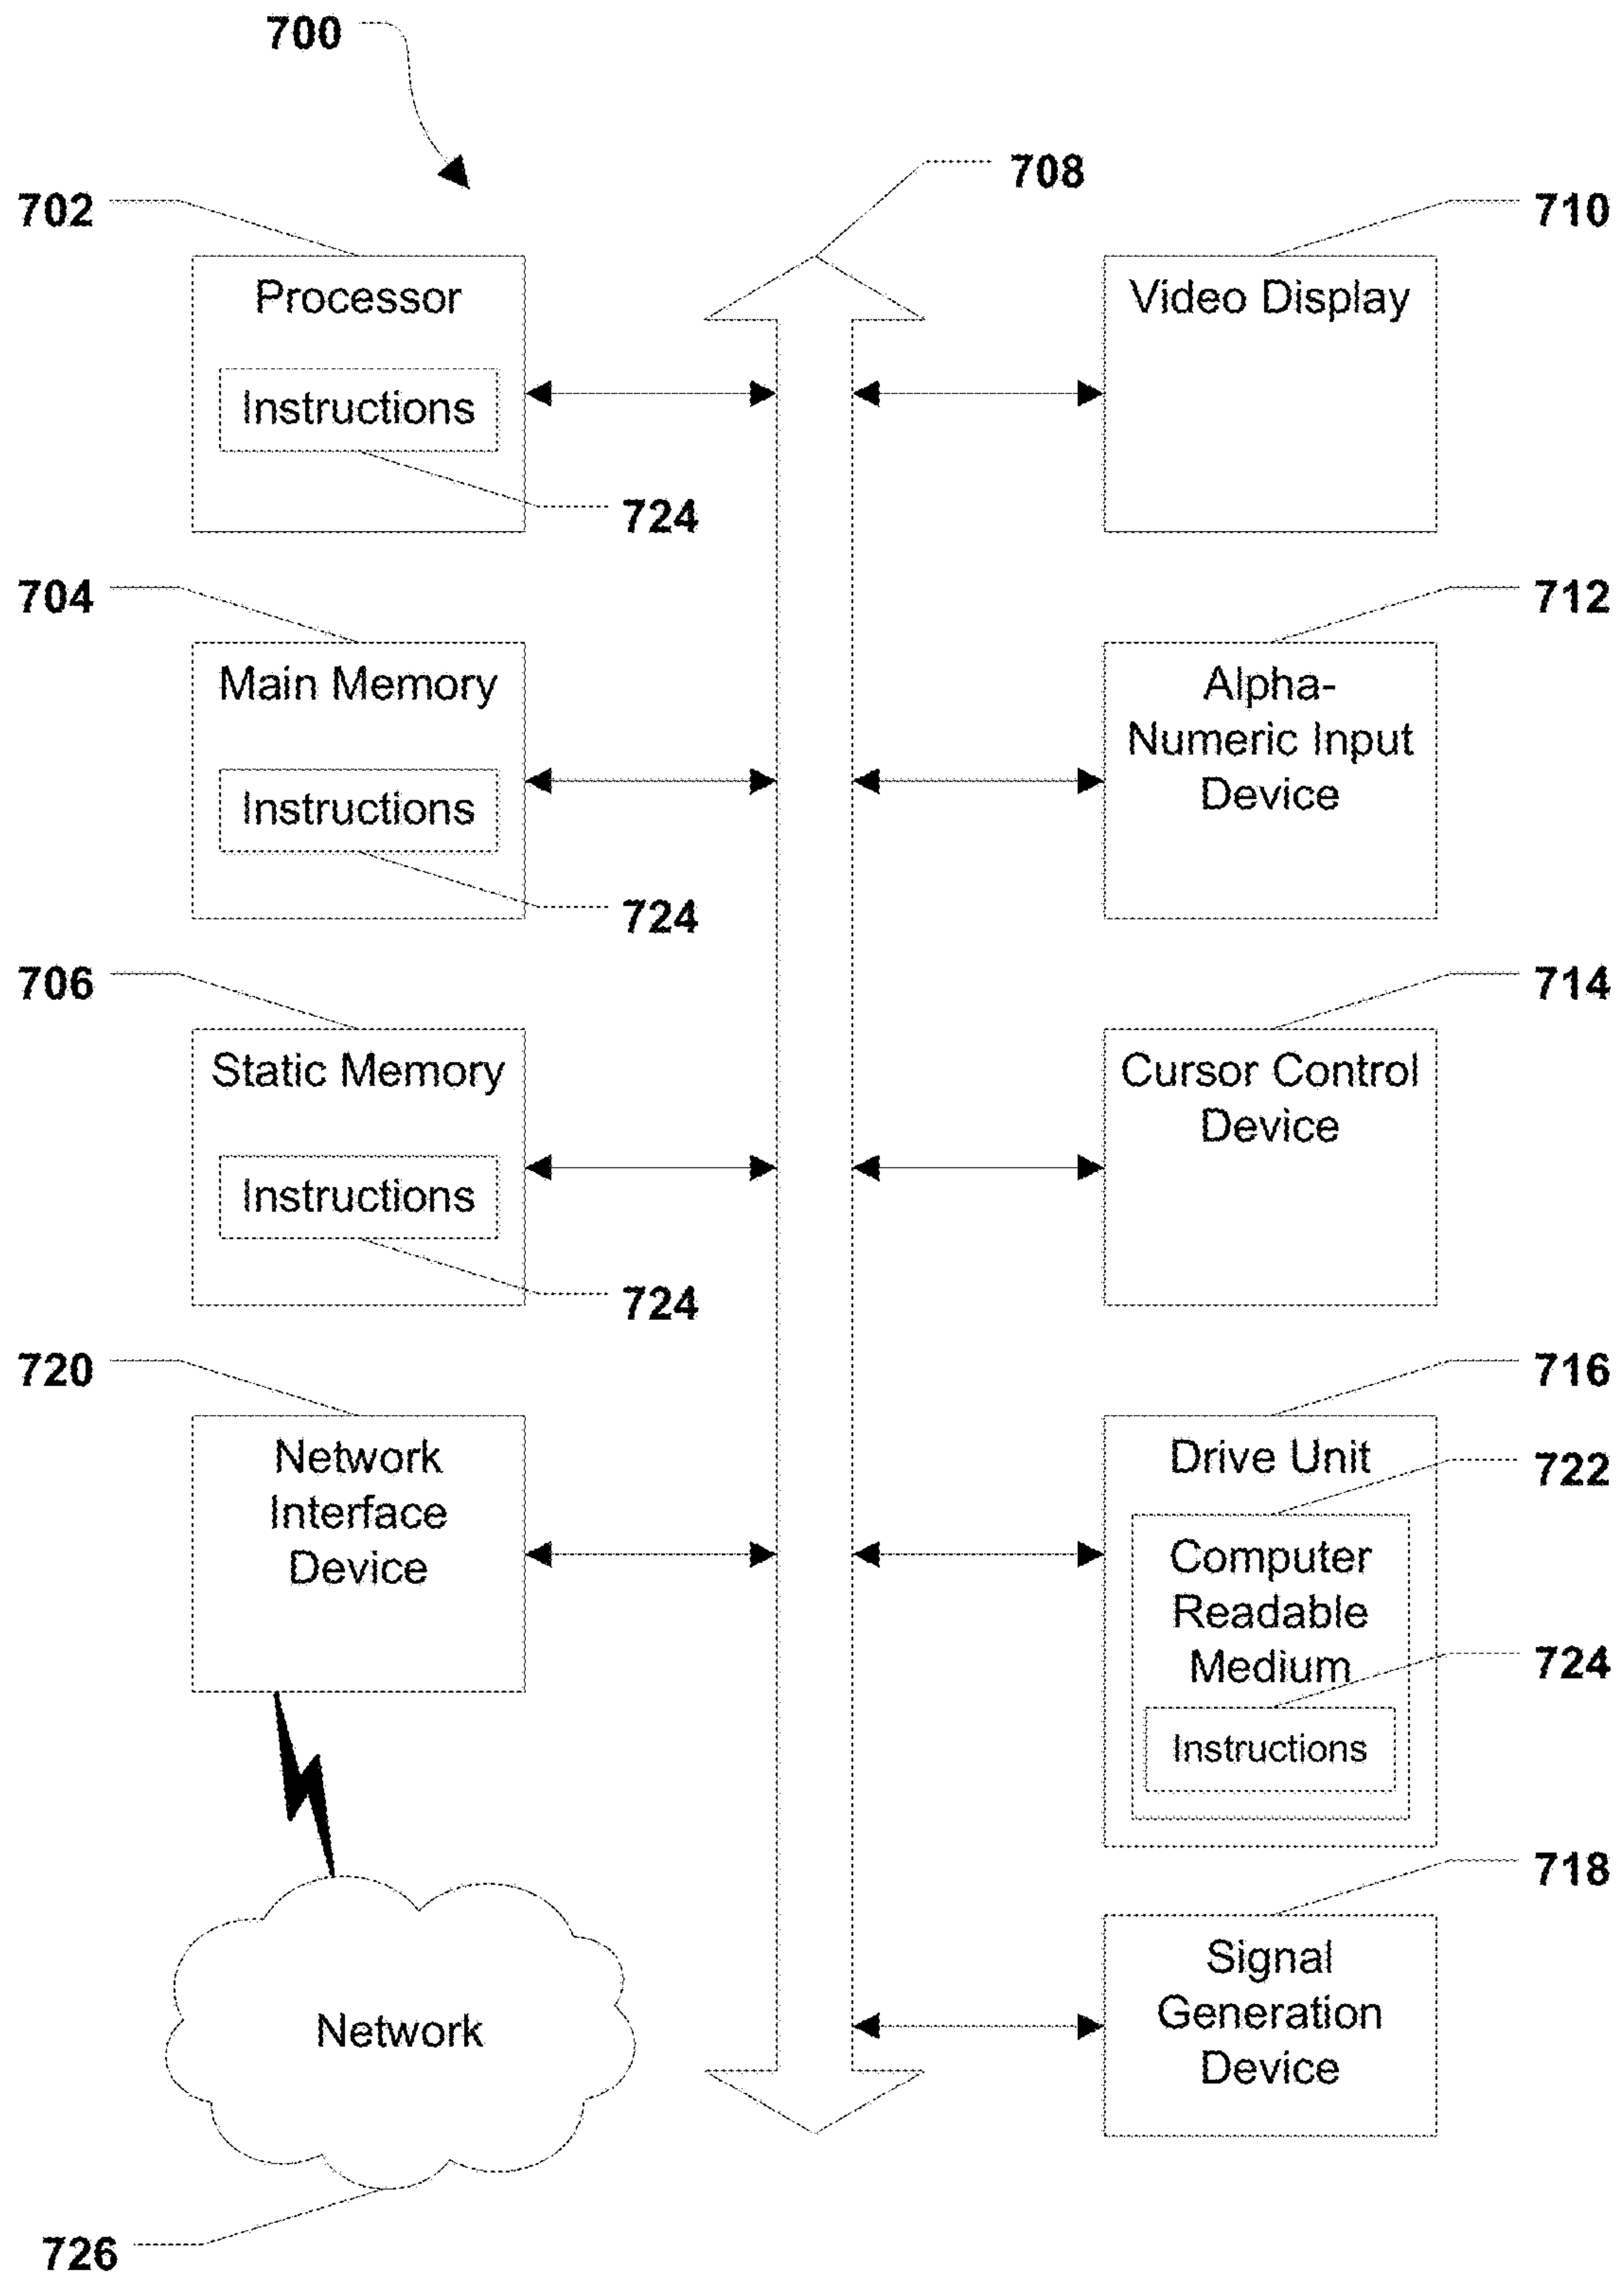 700
708
702
710
Processor
Instructions
724
Video Display
704
712
Main Memory
Instructions
724
Alpha-
Numeric Input
Device
706
714
Static Memory
Instructions
724
Cursor Control
Device
720
716
Network
Interface
Device
Drive Unit
722
Computer
Readable
Medium
724
Instructions
718
Signal
Generation
Device
Network
726